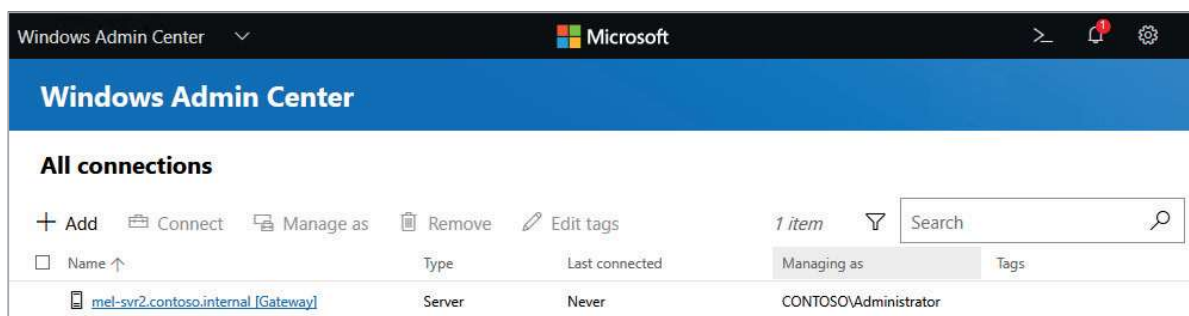 Windows Admin Center Microsoft >_ 1
Windows Admin Center
All connections
+ Add Connect Manage as Remove Edit tags 1 item Search
Name ↑ Type Last connected Managing as Tags
mel-svr2.contoso.internal [Gateway] Server Never CONTOSO\Administrator